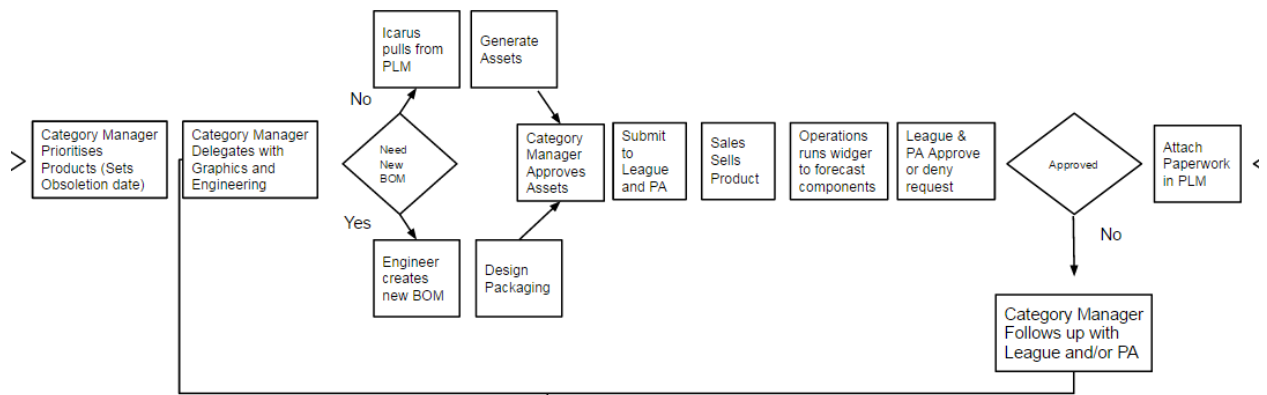 Category Manager
Prioritises
Products (Sets
Obsoletion date)
Category Manager
Delegates with
Graphics and
Engineering
Need
New
BOM
No
Icarus
pulls from
PLM
Generate
Assets
Yes
Engineer
creates
new BOM
Design
Packaging
Category
Manager
Approves
Assets
Submit
to
League
and PA
Sales
Sells
Product
Operations
runs widger
to forecast
components
League &
PA Approve
or deny
request
Approved
No
Category Manager
Follows up with
League and/or PA
Attach
Paperwork
in PLM